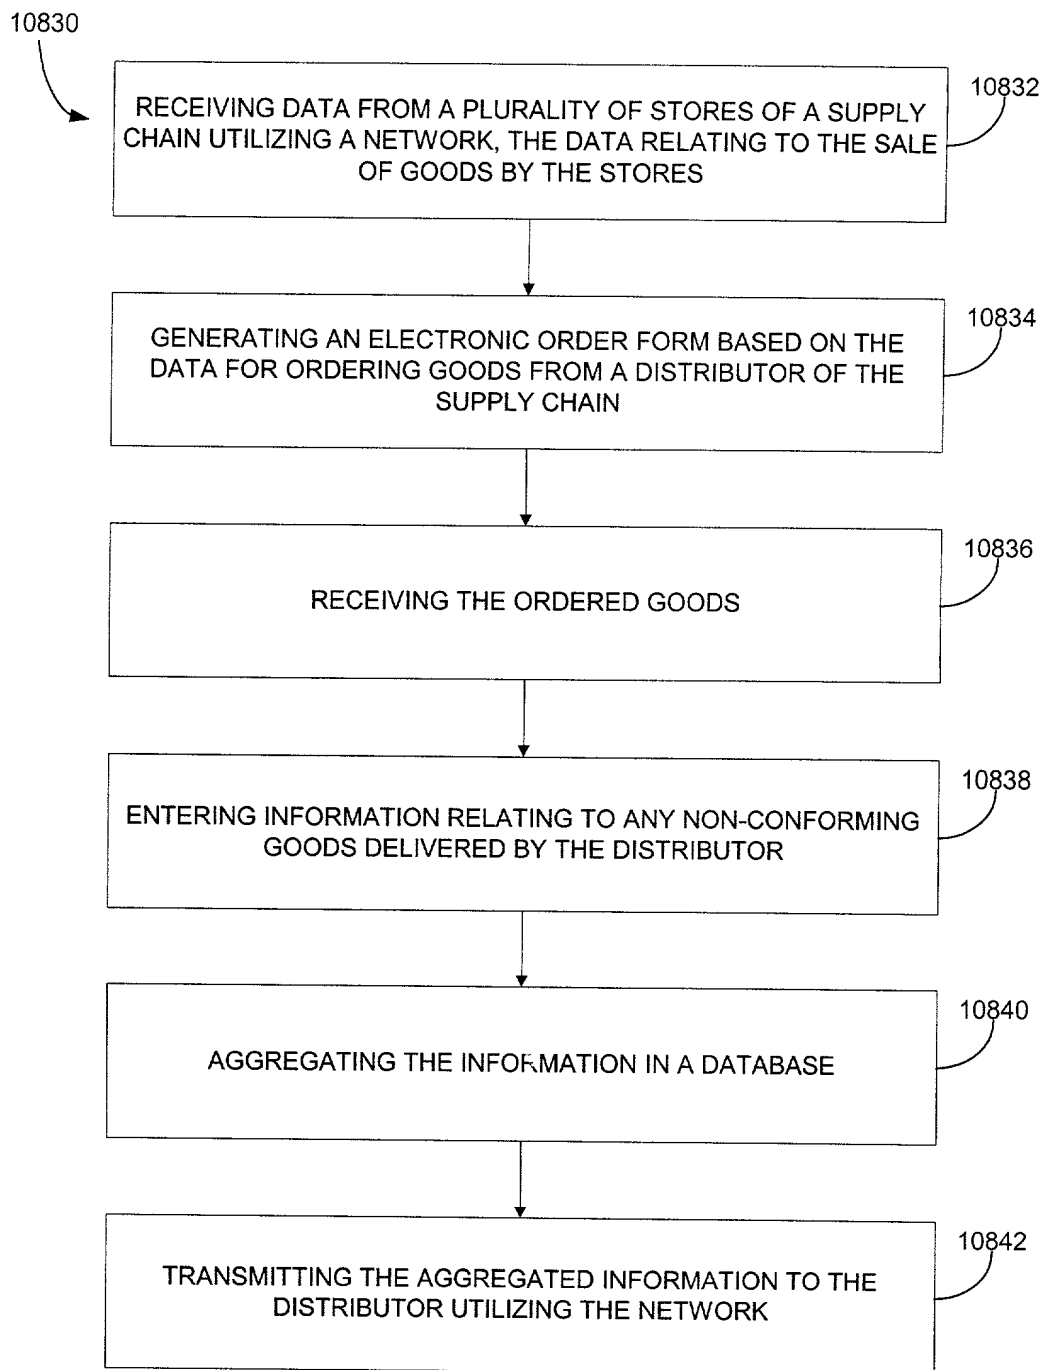 10830
10832
RECEIVING DATA FROM A PLURALITY OF STORES OF A SUPPLY
CHAIN UTILIZING A NETWORK, THE DATA RELATING TO THE SALE
OF GOODS BY THE STORES
10834
GENERATING AN ELECTRONIC ORDER FORM BASED ON THE
DATA FOR ORDERING GOODS FROM A DISTRIBUTOR OF THE
SUPPLY CHAIN
10836
RECEIVING THE ORDERED GOODS
10838
ENTERING INFORMATION RELATING TO ANY NON-CONFORMING
GOODS DELIVERED BY THE DISTRIBUTOR
10840
AGGREGATING THE INFORMATION IN A DATABASE
10842
TRANSMITTING THE AGGREGATED INFORMATION TO THE
DISTRIBUTOR UTILIZING THE NETWORK